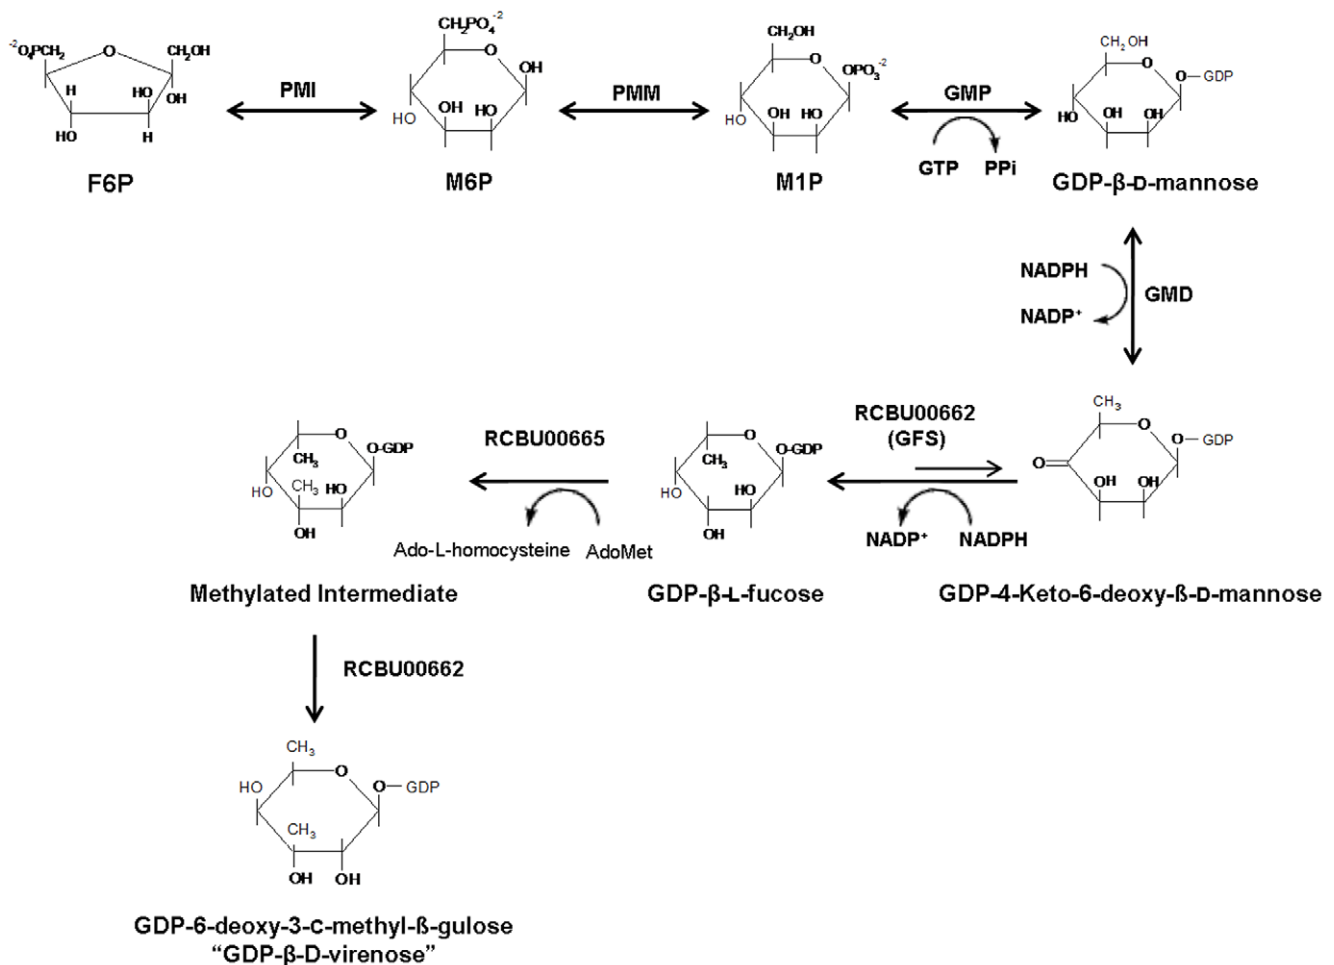 -2
O4PCH2
O
CH2OH
H
HO
OH
HO
H
F6P
PMI
CH2PO4 -2
O
OH
OH
HO
HO
M6P
PMM
CH2OH
O
OPO3 -2
OH
HO
HO
M1P
GMP
GTP
PPi
CH2 OH
O
O–GDP
HO
OH
OH
GDP-β-D-mannose
NADPH
NADP+
GMD
CH3
O
O
O–GDP
OH
OH
GDP-4-Keto-6-deoxy-ß-D-mannose
RCBU00662
(GFS)
NADP+
NADPH
O
O-GDP
CH3
HO
HO
OH
GDP-β-L-fucose
RCBU00665
Ado-L-homocysteine
AdoMet
O
O-GDP
CH3
HO
CH3
HO
OH
Methylated Intermediate
RCBU00662
CH3
O
HO
O–GDP
CH3
OH
OH
GDP-6-deoxy-3-c-methyl-ß-gulose
“GDP-β-D-virenose”